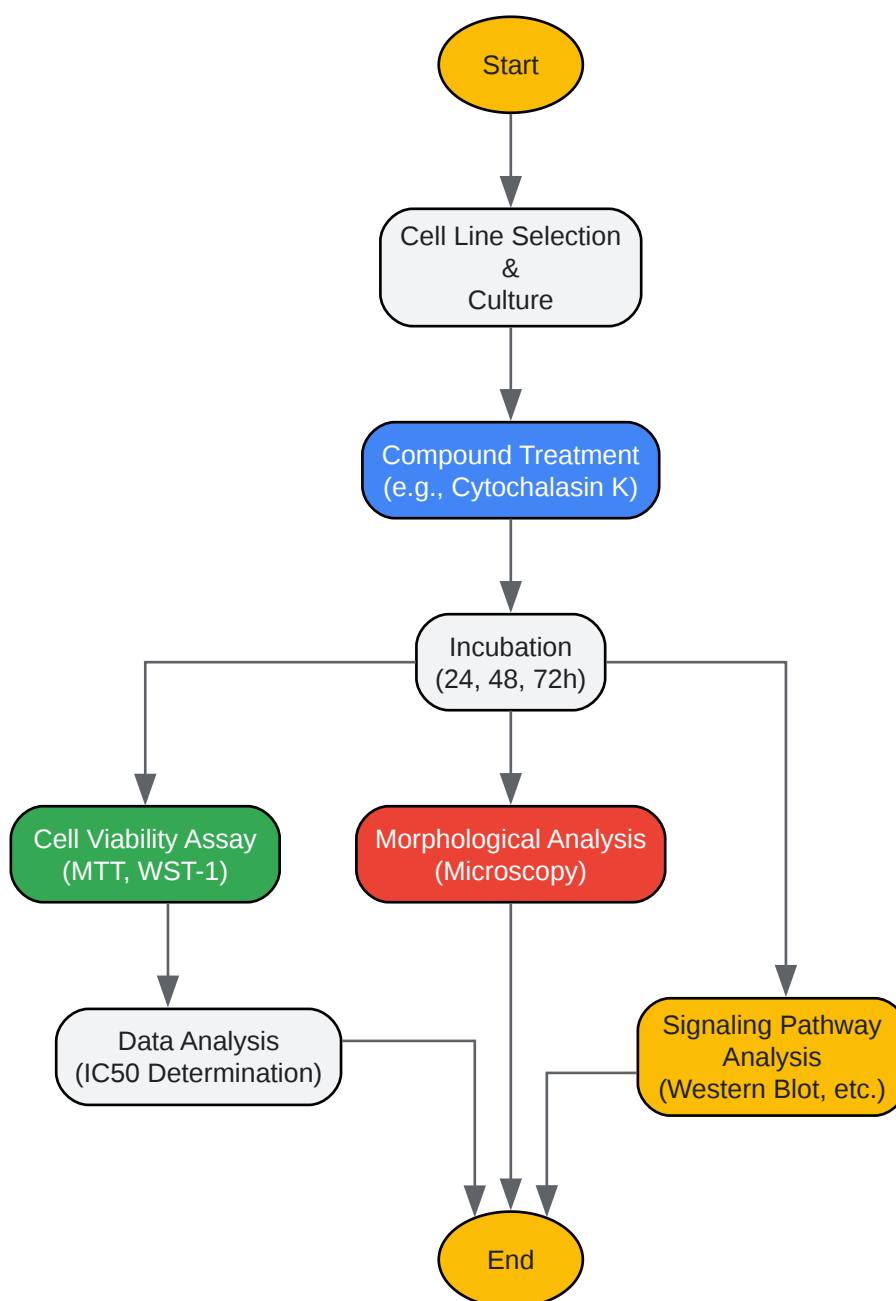 Start
Cell Line Selection
&
Culture
Compound Treatment
(e.g., Cytochalasin K)
Incubation
(24, 48, 72h)
Cell Viability Assay
(MTT, WST-1)
Morphological Analysis
(Microscopy)
Data Analysis
(IC50 Determination)
Signaling Pathway
Analysis
(Western Blot, etc.)
End